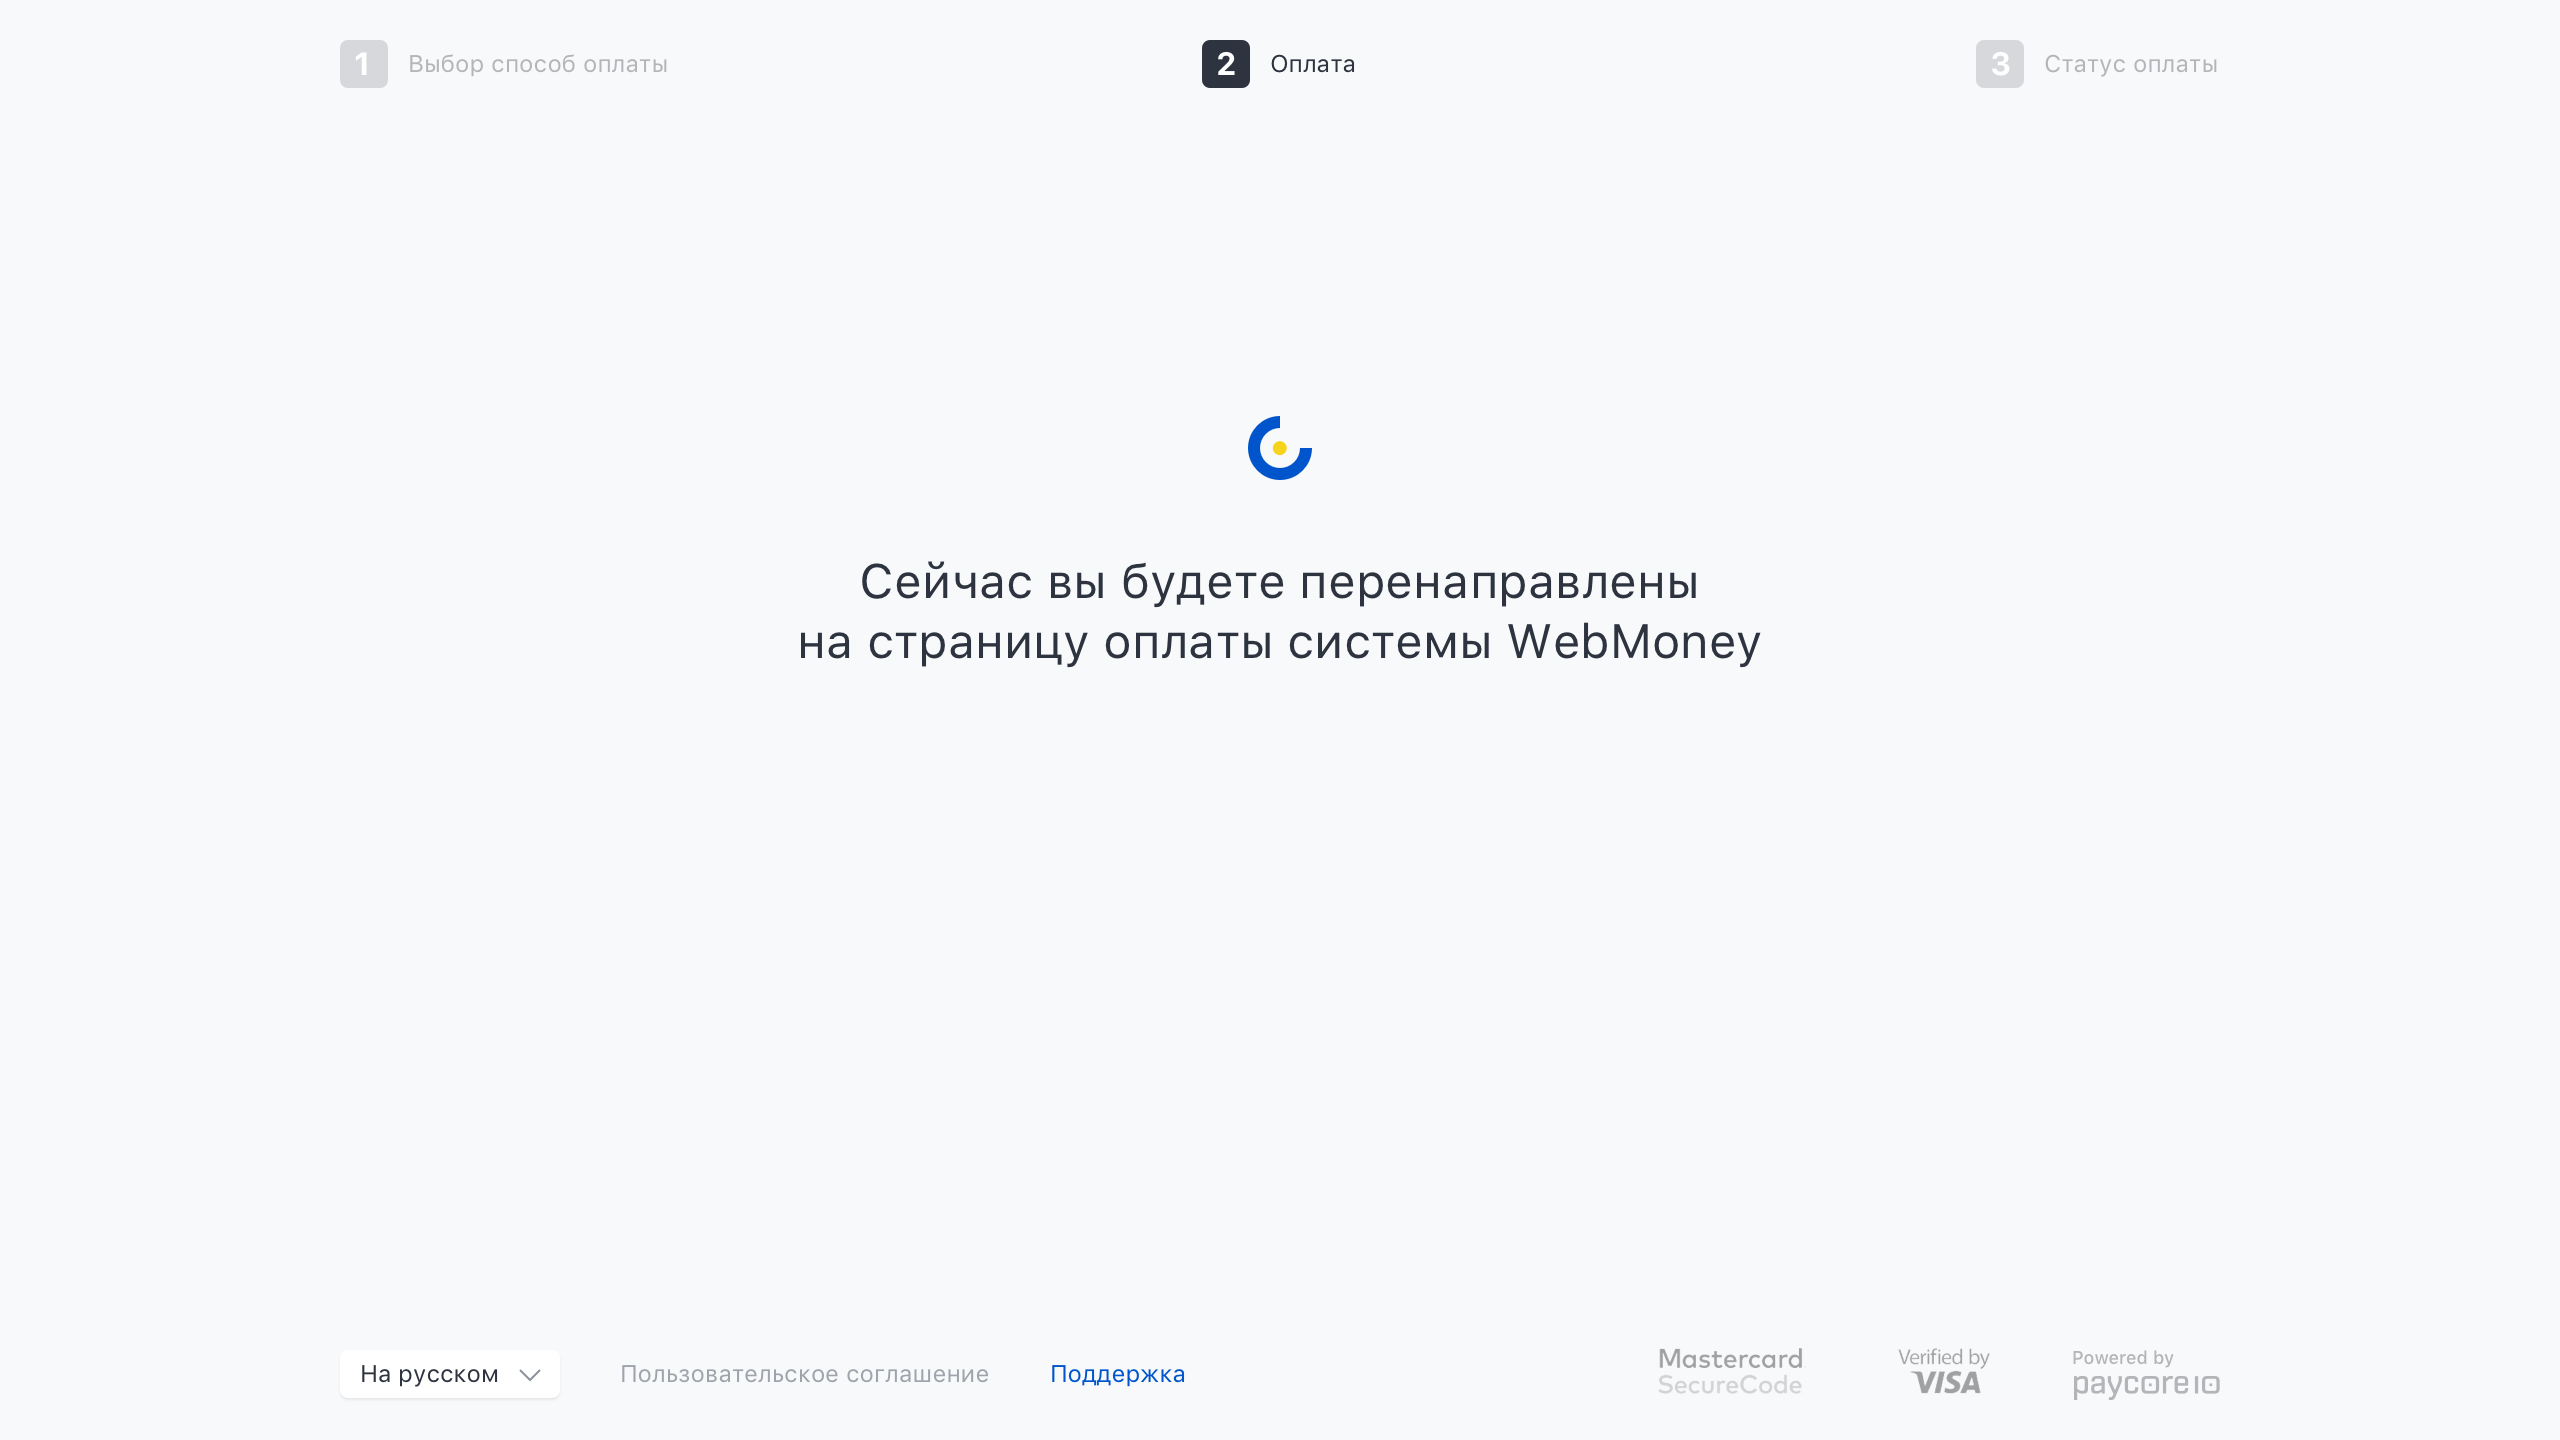 1 Выбор способ оплаты
2 Оплата
3 Статус оплаты
Сейчас вы будете перенаправлены
на страницу оплаты системы WebMoney
На русском
Пользовательское соглашение
Поддержка
Mastercard
SecureCode
Verified by
VISA
Powered by
paycore IO